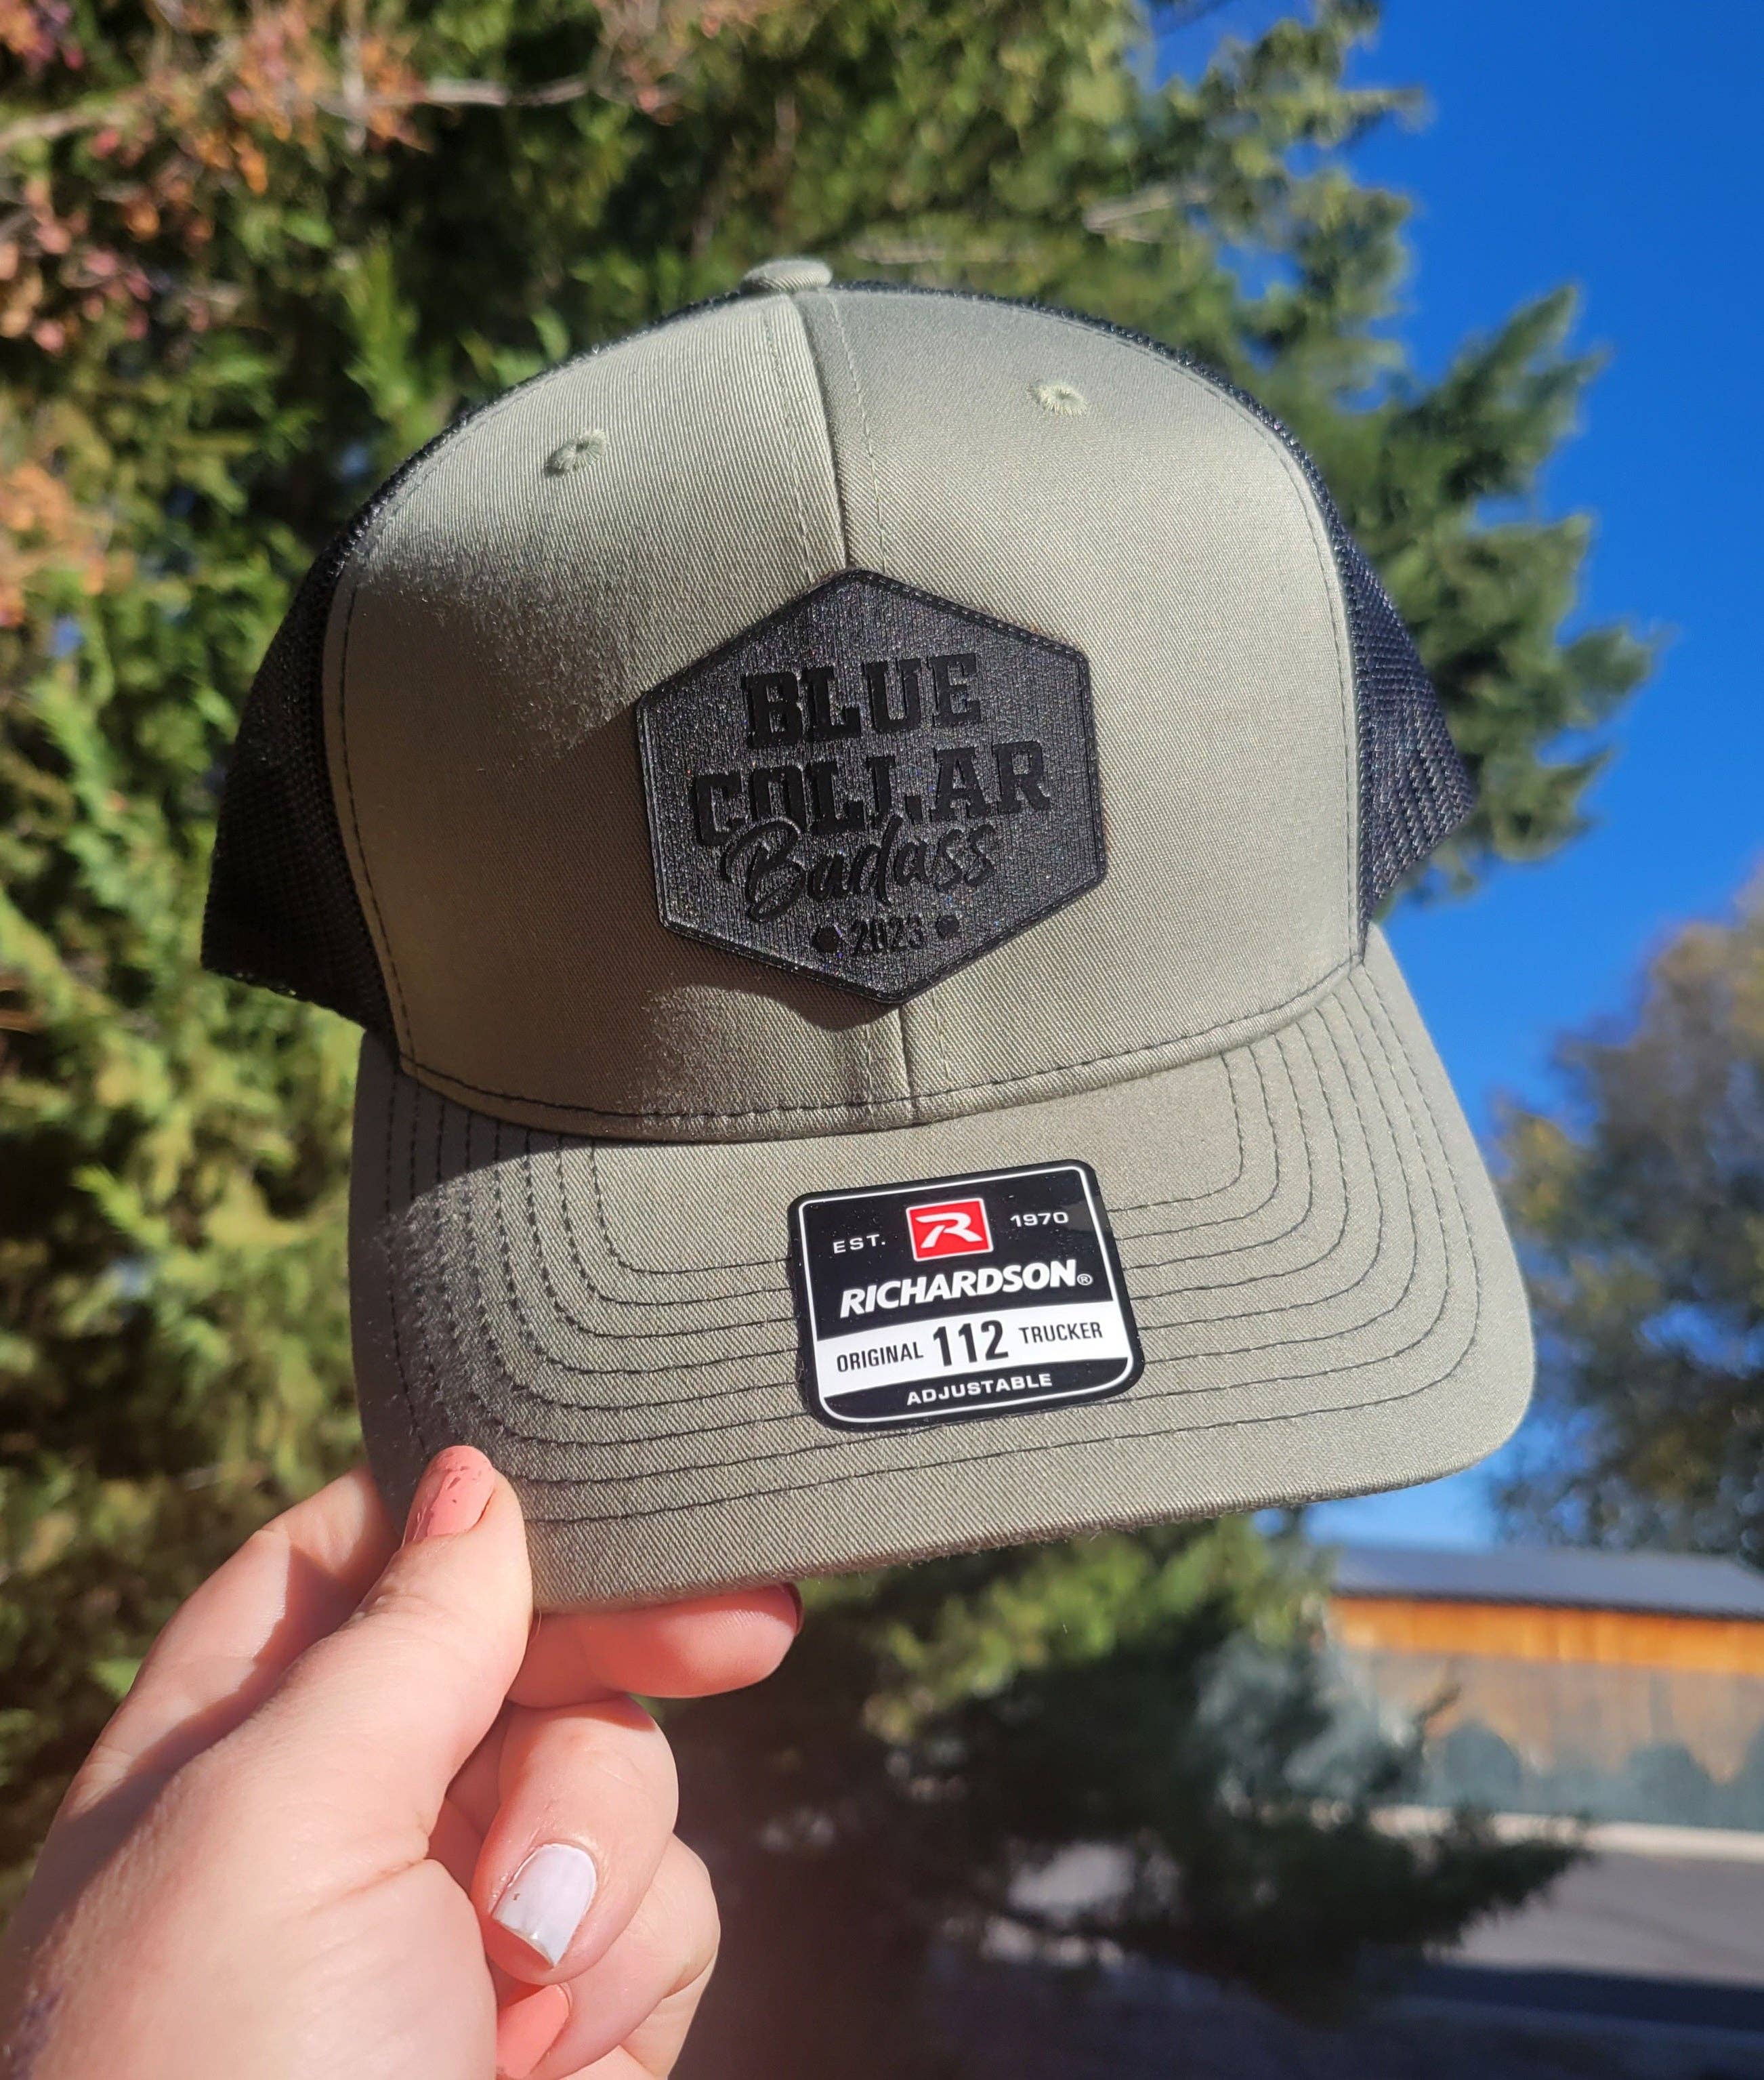 BLUE
COLLAR
Badass
2023
EST. R 1970
RICHARDSON®
ORIGINAL 112 TRUCKER
ADJUSTABLE